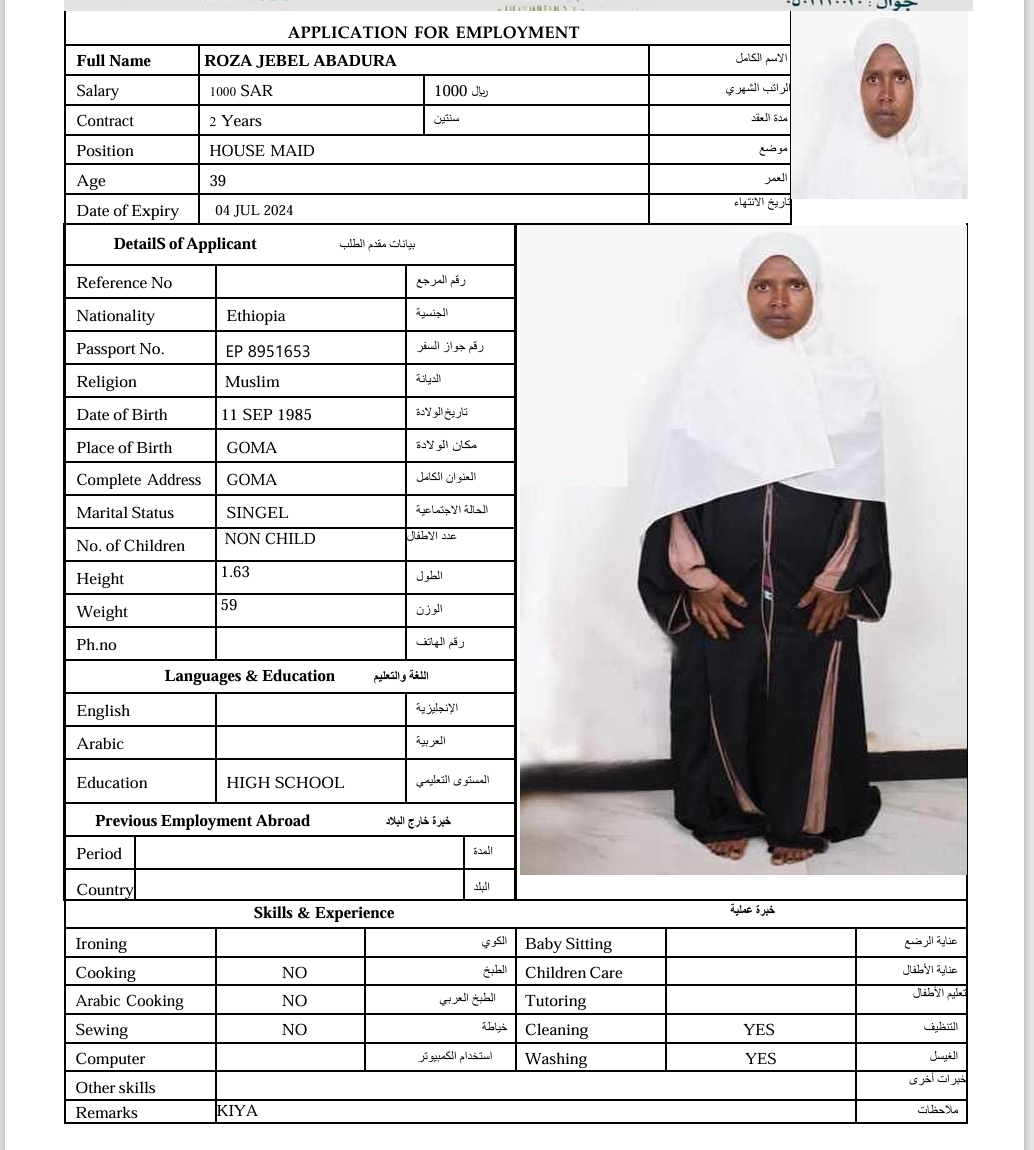 جوال : ٠٥٠٢١١٠٠٢٠
APPLICATION FOR EMPLOYMENT
Full Name ROZA JEBEL ABADURA الاسم الكامل
Salary 1000 SAR 1000 ريال الراتب الشهري
Contract 2 Years سنتين مدة العقد
Position HOUSE MAID موضع
Age 39 العمر
Date of Expiry 04 JUL 2024 تاريخ الانتهاء
DetailS of Applicant بيانات مقدم الطلب
Reference No رقم المرجع
Nationality Ethiopia الجنسية
Passport No. EP 8951653 رقم جواز السفر
Religion Muslim الديانة
Date of Birth 11 SEP 1985 تاريخ الولادة
Place of Birth GOMA مكان الولادة
Complete Address GOMA العنوان الكامل
Marital Status SINGEL الحالة الاجتماعية
No. of Children NON CHILD عدد الاطفال
Height 1.63 الطول
Weight 59 الوزن
Ph.no رقم الهاتف
Languages & Education اللغة والتعليم
English الإنجليزية
Arabic العربية
Education HIGH SCHOOL المستوى التعليمي
Previous Employment Abroad خبرة خارج البلاد
Period المدة
Country البلد
Skills & Experience خبرة عملية
Ironing الكوي Baby Sitting عناية الرضع
Cooking NO الطبخ Children Care عناية الأطفال
Arabic Cooking NO الطبخ العربي Tutoring تعليم الأطفال
Sewing NO خياطة Cleaning YES التنظيف
Computer استخدام الكمبيوتر Washing YES الغسيل
Other skills خبرات أخرى
Remarks KIYA ملاحظات